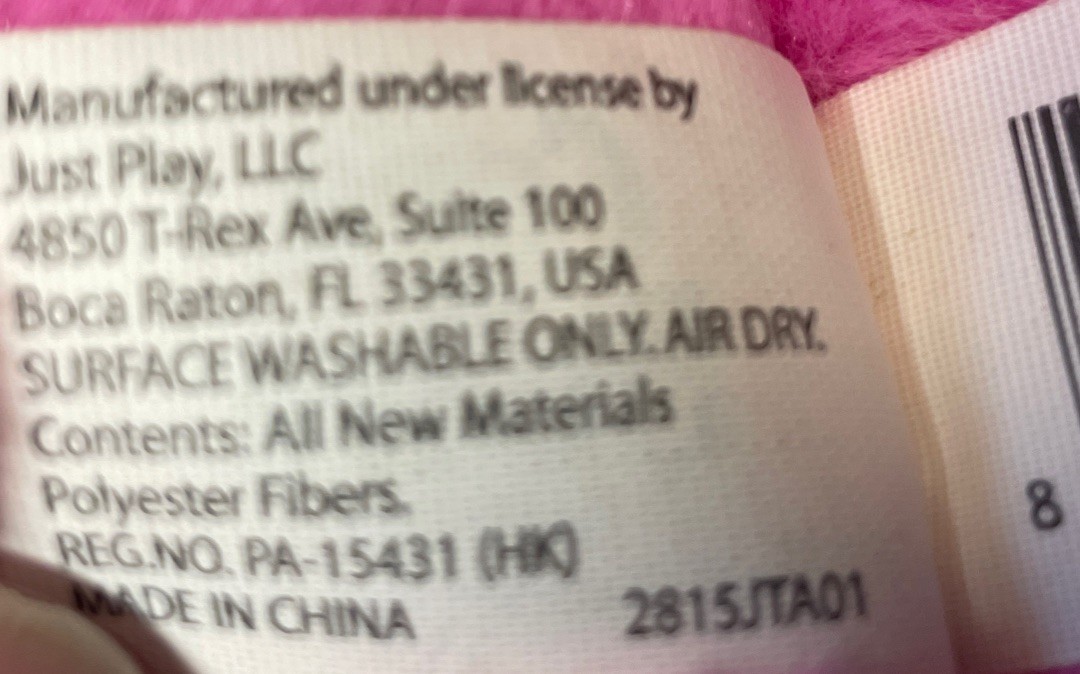 Manufactured under license by
Just Play, LLC
4850 T-Rex Ave, Suite 100
Boca Raton, FL 33431, USA
SURFACE WASHABLE ONLY. AIR DRY.
Contents: All New Materials
Polyester Fibers.
REG.NO. PA-15431 (HK)
MADE IN CHINA 2815JTA01
8